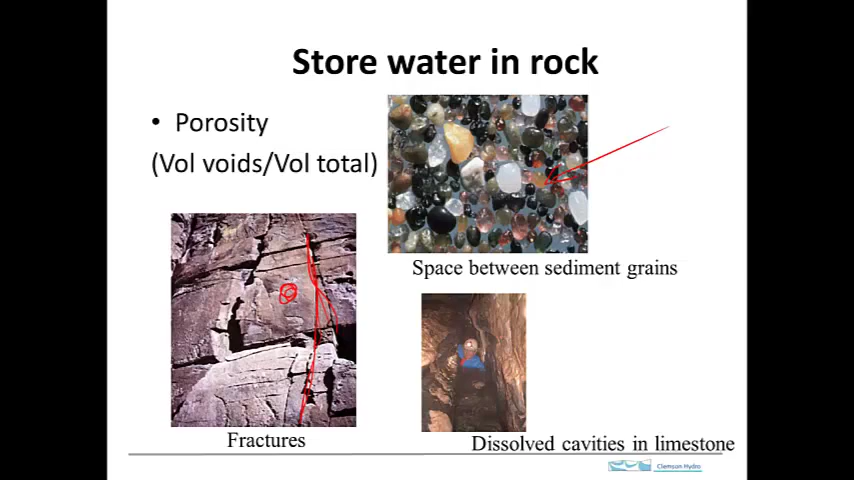 Store water in rock
• Porosity
(Vol voids/Vol total)
Space between sediment grains
Fractures
Dissolved cavities in limestone
Clemson Hydro